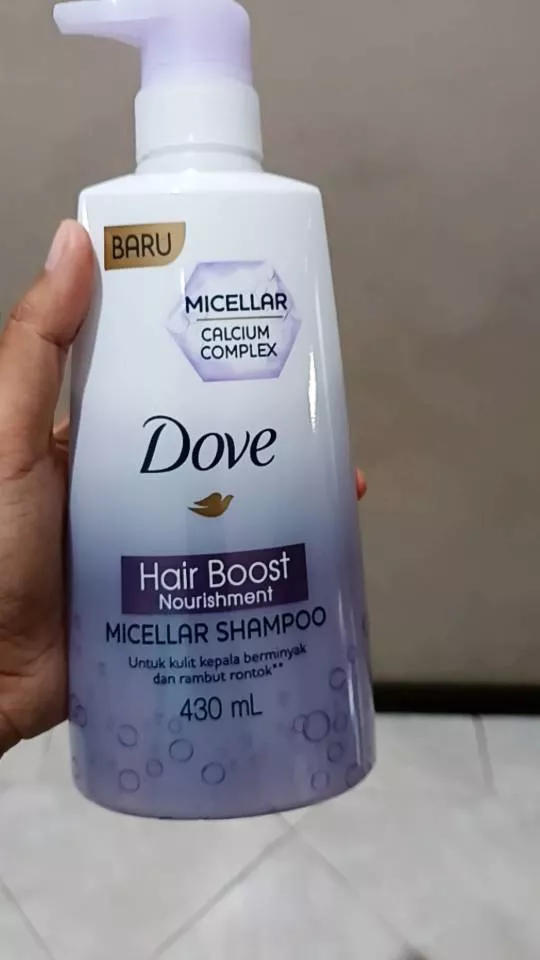 BARU
MICELLAR
CALCIUM
COMPLEX
Dove
Hair Boost
Nourishment
MICELLAR SHAMPOO
Untuk kulit kepala berminyak
dan rambut rontok**
430 mL